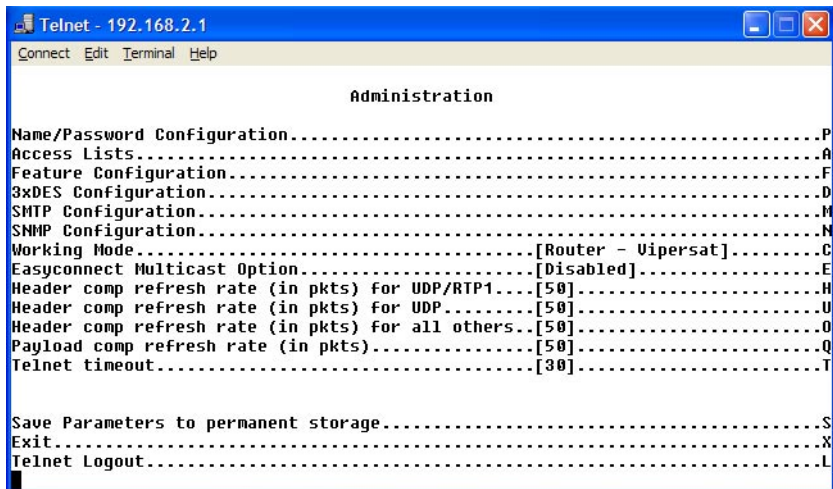 Telnet - 192.168.2.1
Connect Edit Terminal Help
Administration
Name/Password Configuration..............................................................P
Access Lists.............................................................................A
Feature Configuration....................................................................F
3xDES Configuration......................................................................D
SMTP Configuration.......................................................................M
SNMP Configuration.......................................................................N
Working Mode.......................................[Router - Vipersat].........C
Easyconnect Multicast Option.......................[Disabled]..................E
Header comp refresh rate (in pkts) for UDP/RTP1....[50]........................H
Header comp refresh rate (in pkts) for UDP.........[50]........................U
Header comp refresh rate (in pkts) for all others..[50]........................O
Payload comp refresh rate (in pkts)................[50]........................Q
Telnet timeout.....................................[30]........................T
Save Parameters to permanent storage...........................................S
Exit...........................................................................X
Telnet Logout..................................................................L